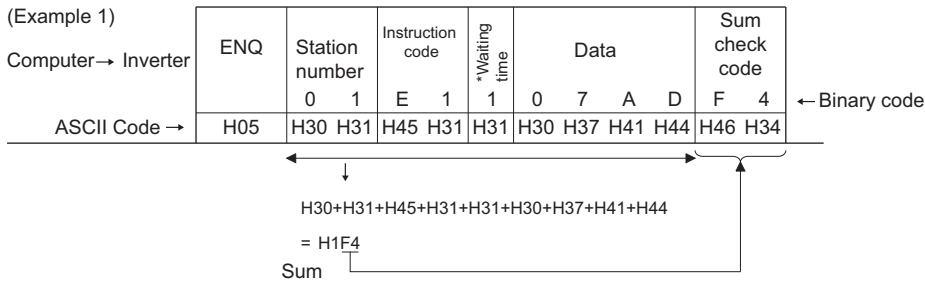 (Example 1)
Computer→ Inverter
ENQ
Station number
Instruction code
*Waiting time
Data
Sum check code
0 1 E 1 1 0 7 A D F 4 ←Binary code
ASCII Code → H05 H30 H31 H45 H31 H31 H30 H37 H41 H44 H46 H34
H30+H31+H45+H31+H31+H30+H37+H41+H44
= H1F4
Sum